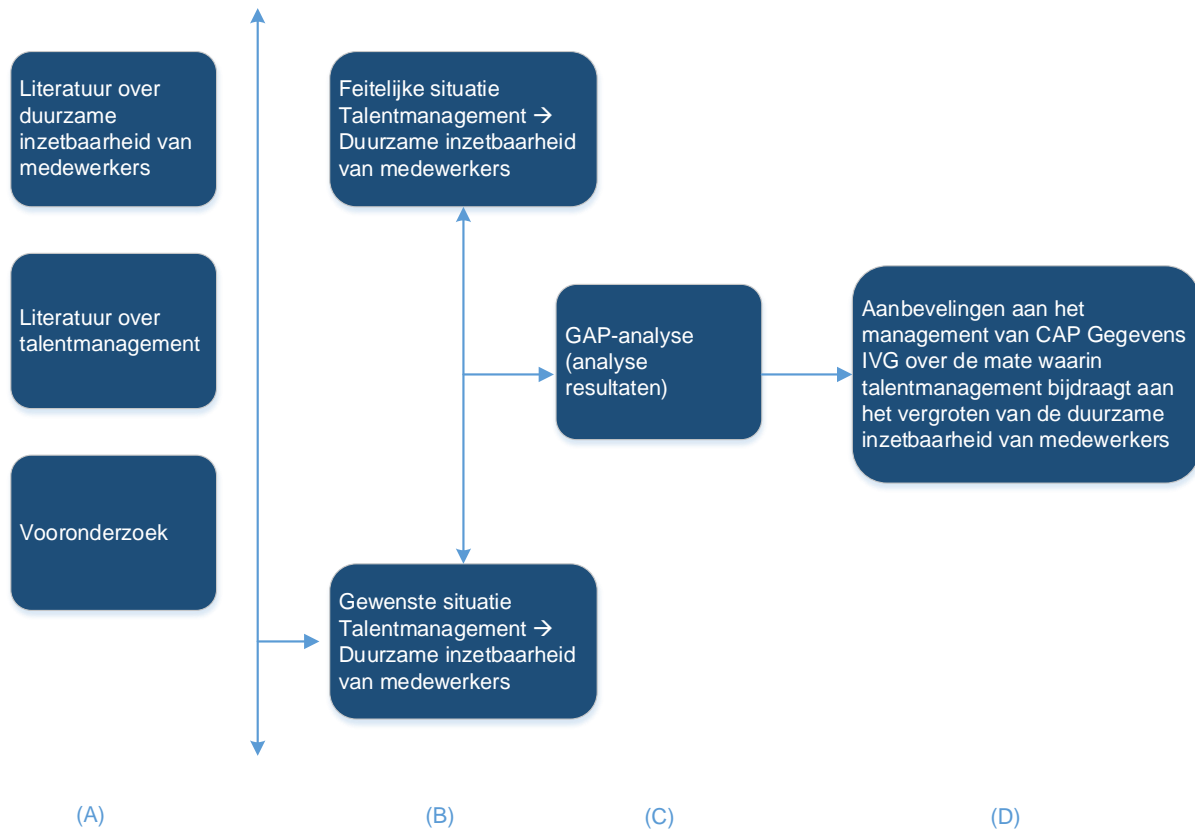 Literatuur over
duurzame
inzetbaarheid van
medewerkers
Literatuur over
talentmanagement
Vooronderzoek
Feitelijke situatie
Talentmanagement →
Duurzame inzetbaarheid
van medewerkers
Gewenste situatie
Talentmanagement →
Duurzame inzetbaarheid
van medewerkers
GAP-analyse
(analyse
resultaten)
Aanbevelingen aan het
management van CAP Gegevens
IVG over de mate waarin
talentmanagement bijdraagt aan
het vergroten van de duurzame
inzetbaarheid van medewerkers
(A)
(B)
(C)
(D)